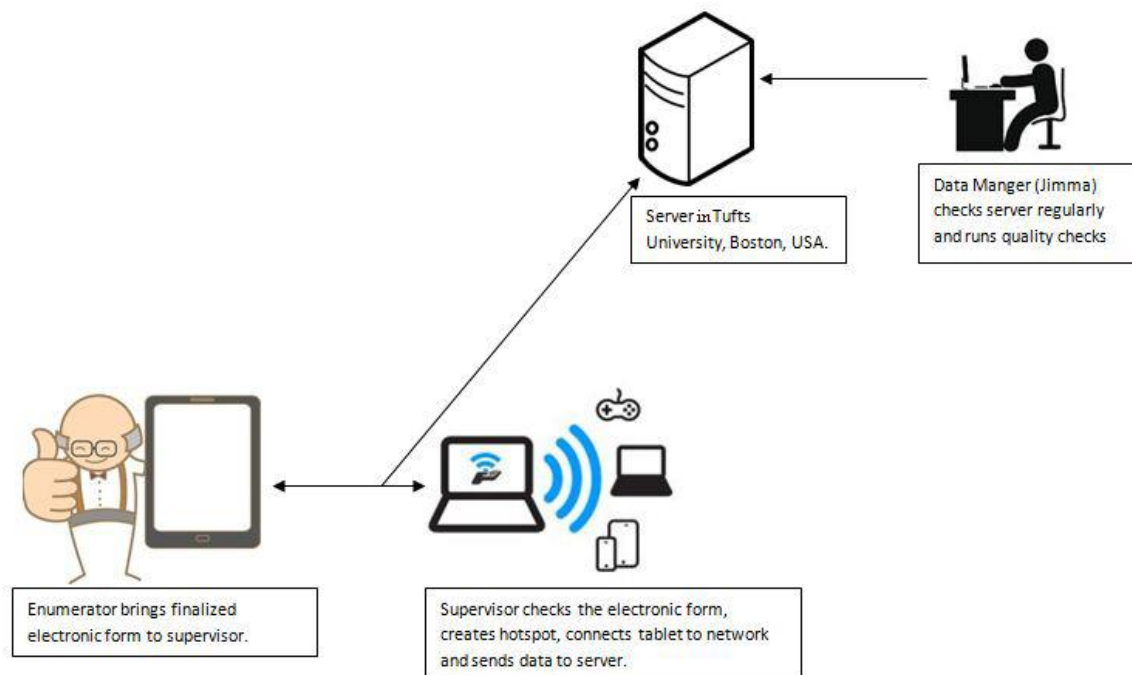 Server in Tufts
University, Boston, USA.
Data Manger (Jimma)
checks server regularly
and runs quality checks
Enumerator brings finalized
electronic form to supervisor.
Supervisor checks the electronic form,
creates hotspot, connects tablet to network
and sends data to server.